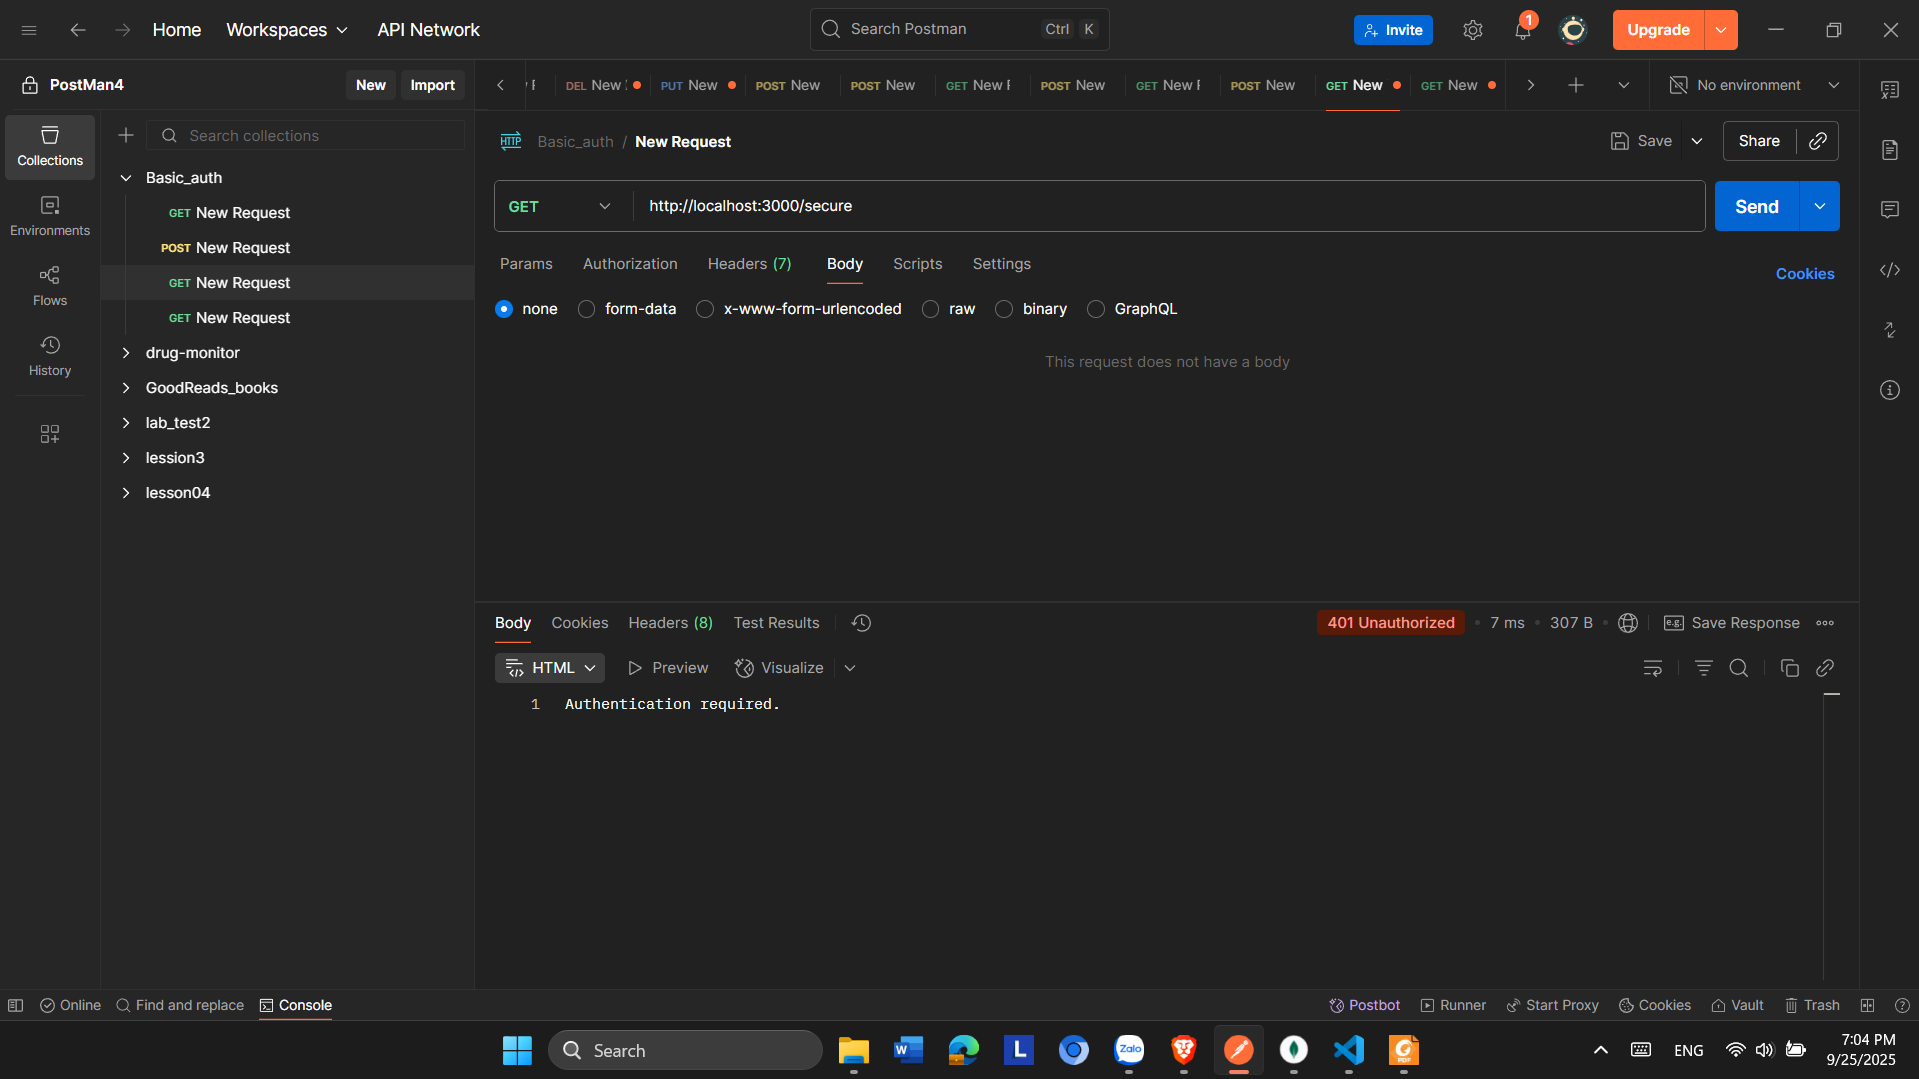 Home Workspaces API Network Search Postman Ctrl K Invite 1 Upgrade
PostMan4 New Import DEL New PUT New POST New POST New GET New POST New GET New POST New GET New GET New No environment
Collections
Environments
Flows
History
Search collections
Basic_auth
GET New Request
POST New Request
GET New Request
GET New Request
drug-monitor
GoodReads_books
lab_test2
lession3
lesson04
HTTP Basic_auth / New Request Save Share
GET http://localhost:3000/secure Send
Params Authorization Headers (7) Body Scripts Settings Cookies
none form-data x-www-form-urlencoded raw binary GraphQL
This request does not have a body
Body Cookies Headers (8) Test Results 401 Unauthorized • 7 ms • 307 B • e.g. Save Response
HTML Preview Visualize
1 Authentication required.
Online Find and replace Console Postbot Runner Start Proxy Cookies Vault Trash
Search W L Zalo PDF ENG 7:04 PM
9/25/2025